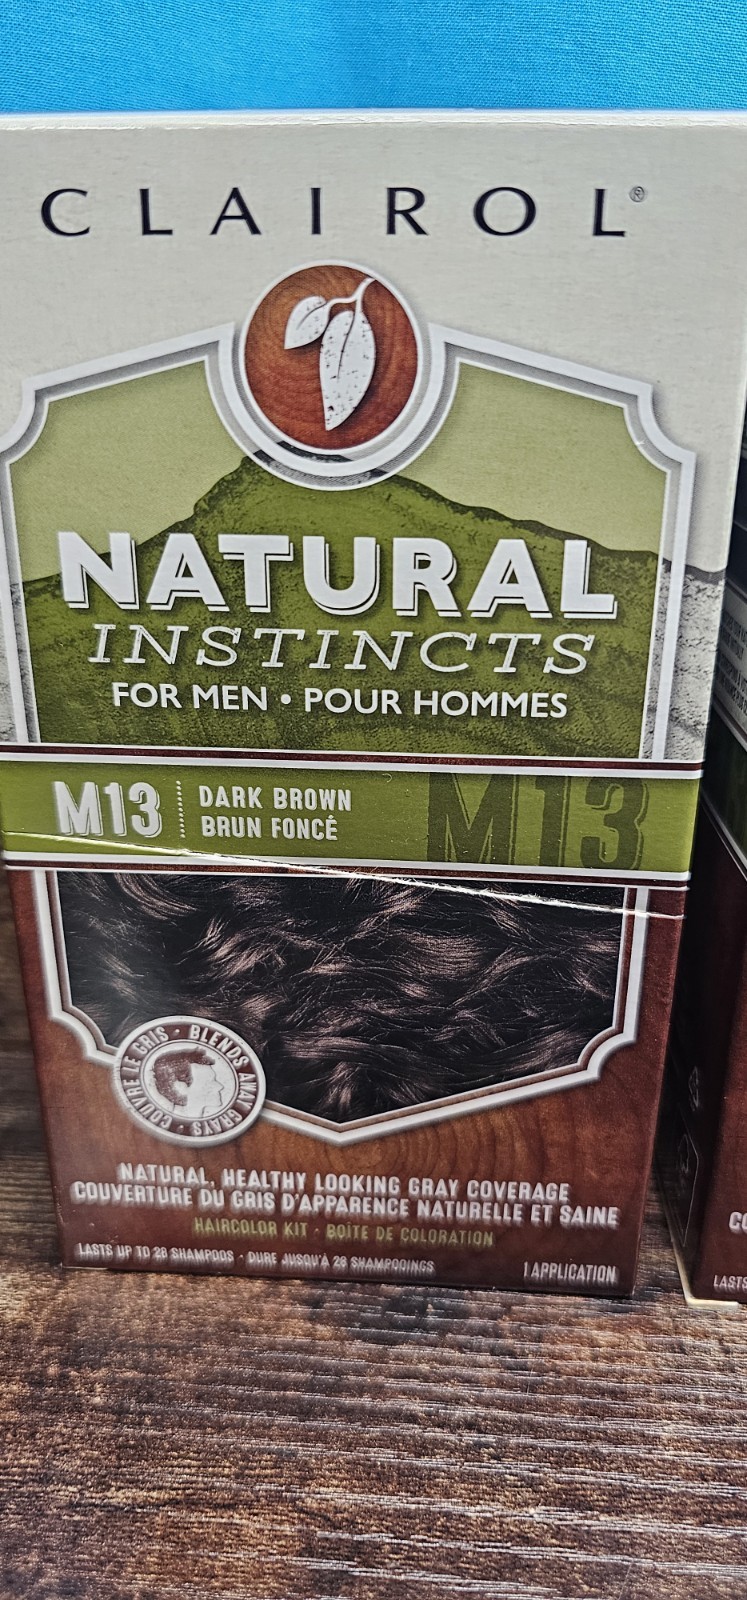 CLAIROL®
NATURAL
INSTINCTS
FOR MEN • POUR HOMMES
M13
DARK BROWN
BRUN FONCÉ
M13
BLENDS AWAY GRAYS • COUVRE LE GRIS •
NATURAL, HEALTHY LOOKING GRAY COVERAGE
COUVERTURE DU GRIS D'APPARENCE NATURELLE ET SAINE
HAIRCOLOR KIT • BOÎTE DE COLORATION
LASTS UP TO 28 SHAMPOOS • DURE JUSQU'À 28 SHAMPOOINGS
1 APPLICATION
LASTS